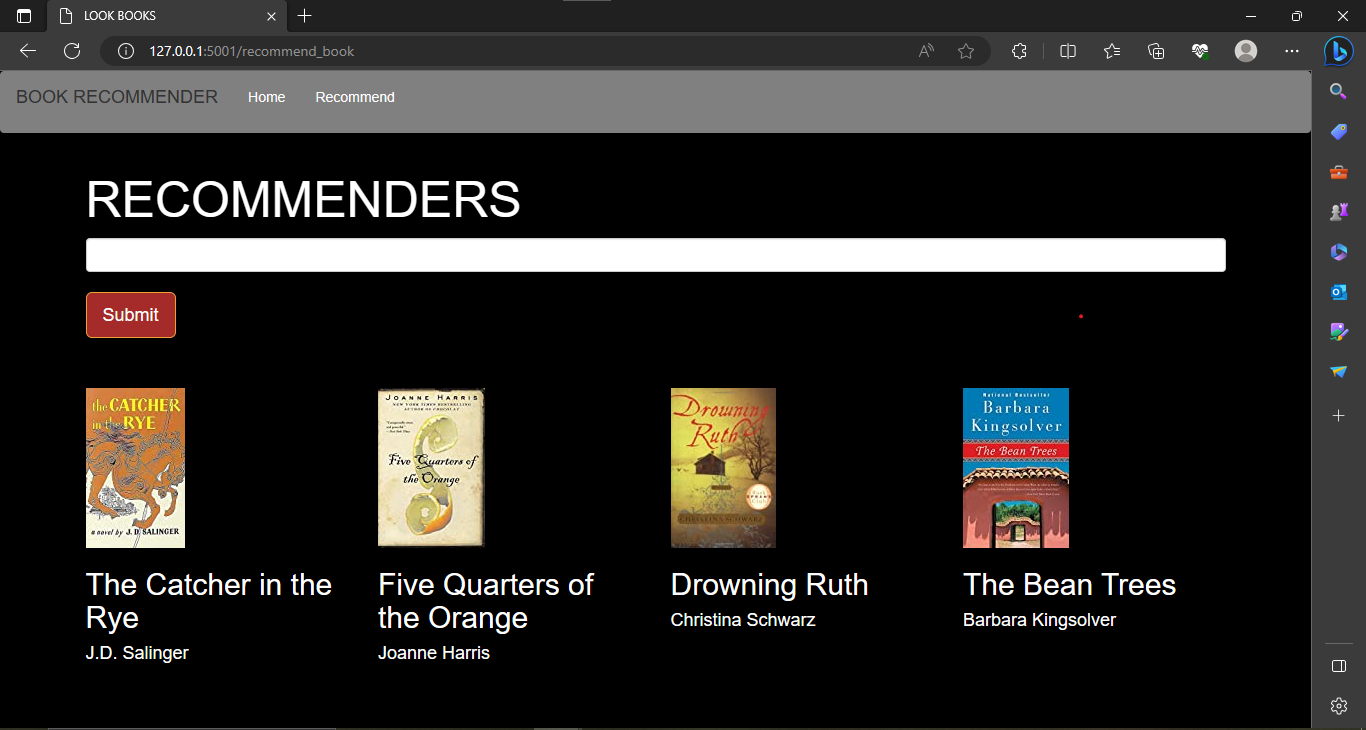 LOOK BOOKS
127.0.0.1:5001/recommend_book
BOOK RECOMMENDER Home Recommend
RECOMMENDERS
Submit
the CATCHER
in the RYE
a novel by J. D. SALINGER
JOANNE HARRIS
NEW YORK TIMES BESTSELLING
AUTHOR OF CHOCOLAT
Five Quarters of
the Orange
Drowning
Ruth
CHRISTINA SCHWARZ
National Bestseller
Barbara
Kingsolver
The Bean Trees
The Catcher in the
Rye
J.D. Salinger
Five Quarters of
the Orange
Joanne Harris
Drowning Ruth
Christina Schwarz
The Bean Trees
Barbara Kingsolver